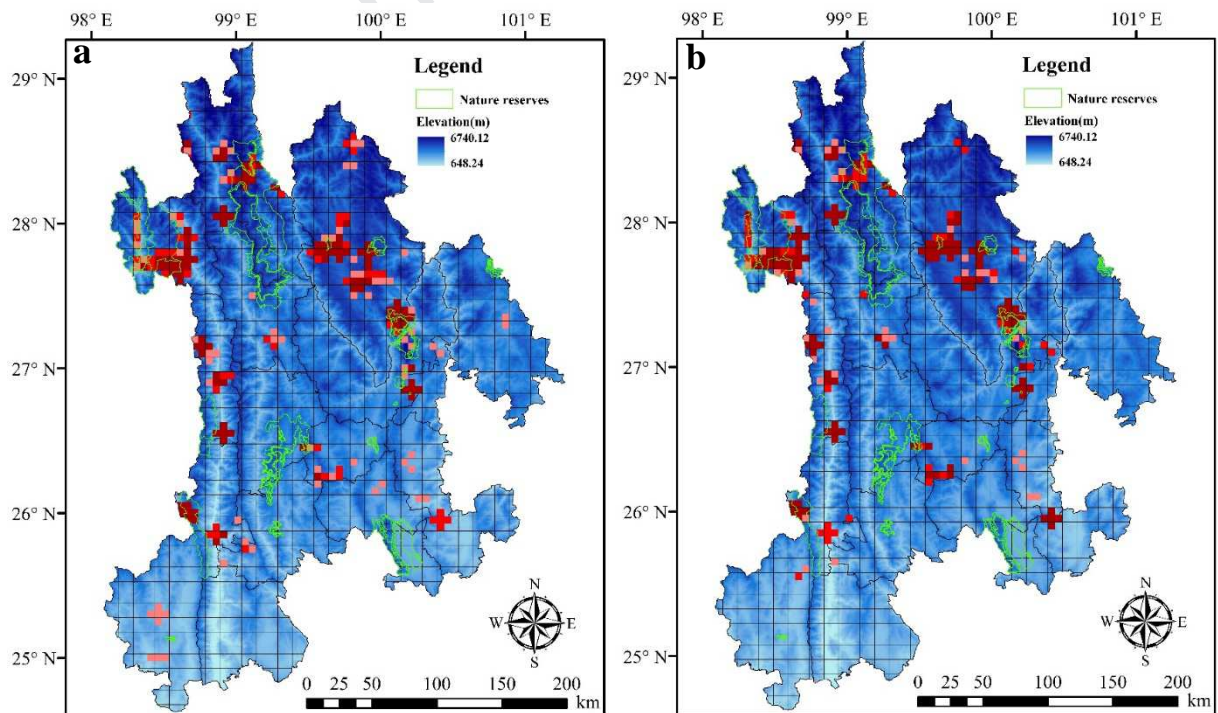 98° E 99° E 100° E 101° E
98° E 99° E 100° E 101° E
a
29° N
28° N
27° N
26° N
25° N
Legend
Nature reserves
Elevation(m)
6740.12
648.24
N
W E
S
0 25 50 100 150 200
km
b
29° N
28° N
27° N
26° N
25° N
Legend
Nature reserves
Elevation(m)
6740.12
648.24
N
W E
S
0 25 50 100 150 200
km